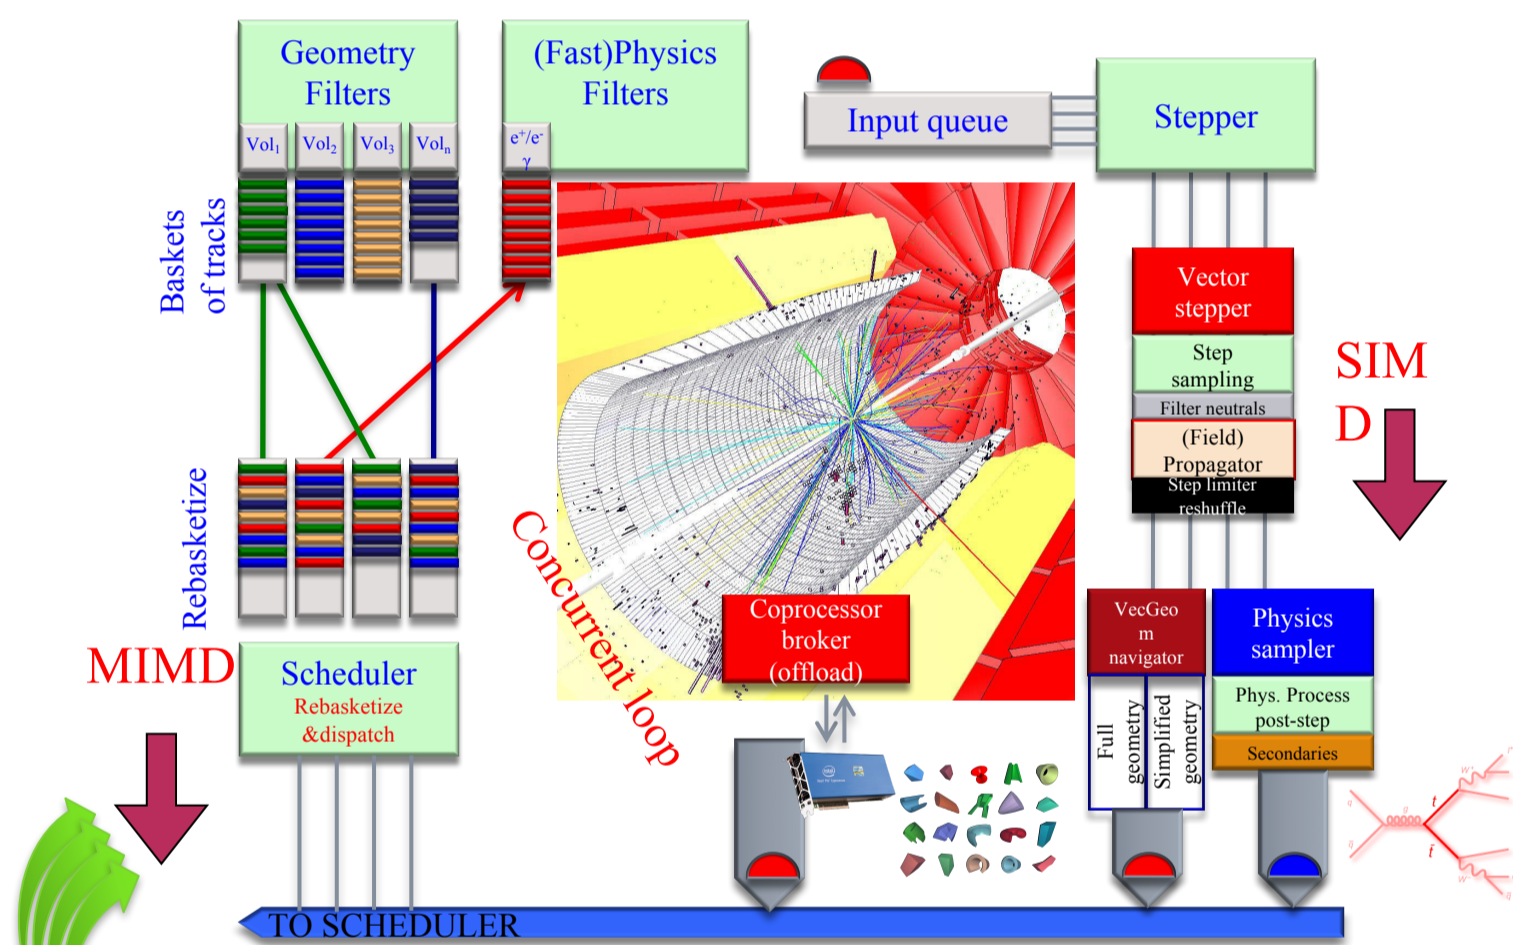 Geometry
Filters
Vol1
Vol2
Vol3
Voln
(Fast)Physics
Filters
e+/e-
γ
Input queue
Stepper
Baskets
of tracks
Vector
stepper
Step
sampling
Filter neutrals
(Field)
Propagator
Step limiter
reshuffle
SIM
D
Rebasketize
MIMD
Scheduler
Rebasketize
&dispatch
Concurrent loop
Coprocessor
broker
(offload)
VecGeo
m
navigator
Full
geometry
Simplified
geometry
Physics
sampler
Phys. Process
post-step
Secondaries
g
t
t̄
q
q̄
W+
W-
TO SCHEDULER